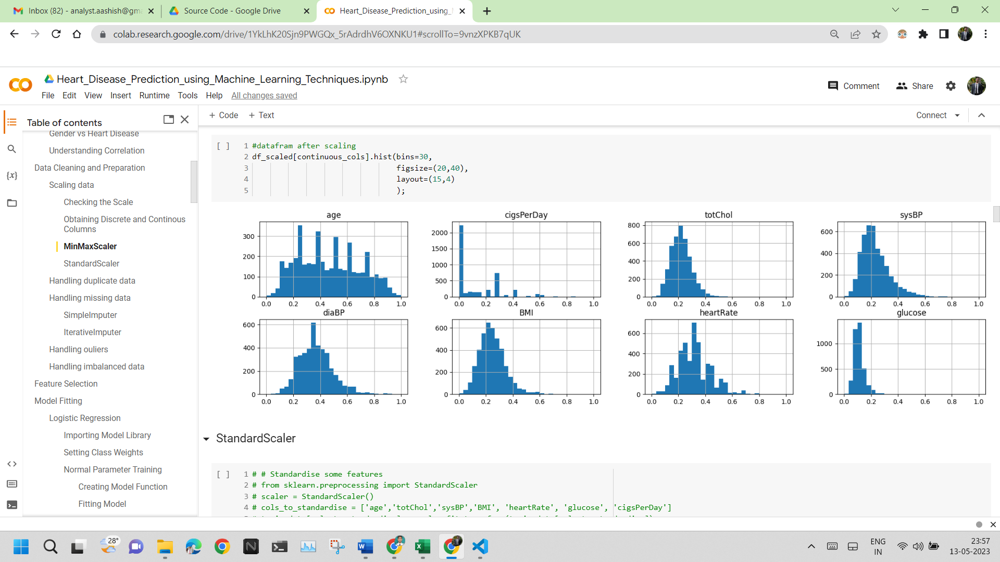 Inbox (82) - analyst.aashish@gm
Source Code - Google Drive
Heart_Disease_Prediction_using_
colab.research.google.com/drive/1YkLhK20Sjn9PWGQx_5rAdrdhV6OXNKU1#scrollTo=9vnzXPKB7qUK
Heart_Disease_Prediction_using_Machine_Learning_Techniques.ipynb
Comment Share
File Edit View Insert Runtime Tools Help All changes saved
+ Code + Text
Connect
Table of contents
Gender vs Heart Disease
Understanding Correlation
Data Cleaning and Preparation
Scaling data
Checking the Scale
Obtaining Discrete and Continous
Columns
MinMaxScaler
StandardScaler
Handling duplicate data
Handling missing data
SimpleImputer
IterativeImputer
Handling ouliers
Handling imbalanced data
Feature Selection
Model Fitting
Logistic Regression
Importing Model Library
Setting Class Weights
Normal Parameter Training
Creating Model Function
Fitting Model
[ ] 1 #datafram after scaling
2 df_scaled[continuous_cols].hist(bins=30,
3 figsize=(20,40),
4 layout=(15,4)
5 );
age
300
200
100
0
0.0 0.2 0.4 0.6 0.8 1.0
cigsPerDay
2000
1500
1000
500
0
0.0 0.2 0.4 0.6 0.8 1.0
totChol
800
600
400
200
0
0.0 0.2 0.4 0.6 0.8 1.0
sysBP
600
400
200
0
0.0 0.2 0.4 0.6 0.8 1.0
diaBP
600
400
200
0
0.0 0.2 0.4 0.6 0.8 1.0
BMI
600
400
200
0
0.0 0.2 0.4 0.6 0.8 1.0
heartRate
600
400
200
0
0.0 0.2 0.4 0.6 0.8 1.0
glucose
1000
500
0
0.0 0.2 0.4 0.6 0.8 1.0
StandardScaler
[ ] 1 # # Standardise some features
2 # from sklearn.preprocessing import StandardScaler
3 # scaler = StandardScaler()
4 # cols_to_standardise = ['age','totChol','sysBP','BMI', 'heartRate', 'glucose', 'cigsPerDay']
28°
ENG
IN
23:57
13-05-2023